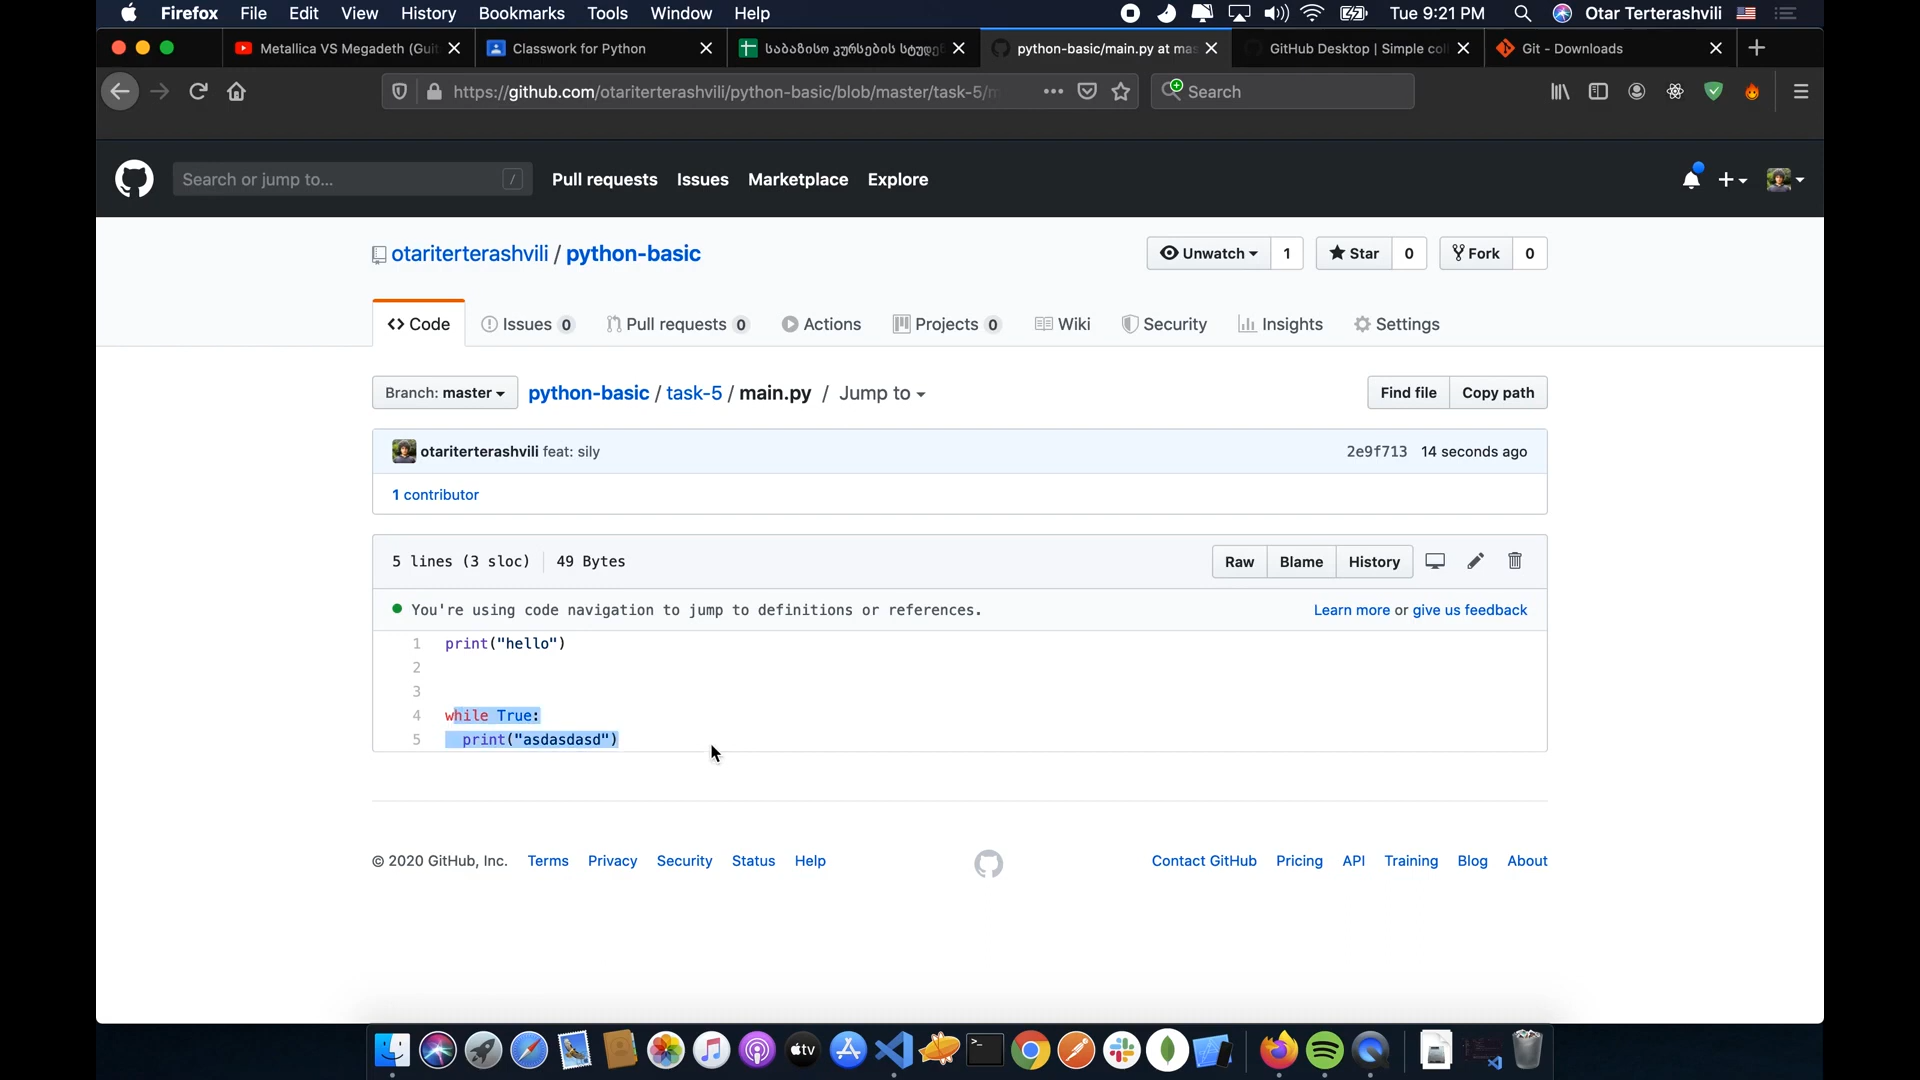 Firefox File Edit View History Bookmarks Tools Window Help Tue 9:21 PM Otar Terterashvili
Metallica VS Megadeth (Guit Classwork for Python საბაზისო კურსების სტუდე python-basic/main.py at mas GitHub Desktop | Simple col Git - Downloads
https://github.com/otariterterashvili/python-basic/blob/master/task-5/m Search
Search or jump to... / Pull requests Issues Marketplace Explore
otariterterashvili / python-basic Unwatch 1 Star 0 Fork 0
Code Issues 0 Pull requests 0 Actions Projects 0 Wiki Security Insights Settings
Branch: master python-basic / task-5 / main.py / Jump to Find file Copy path
otariterterashvili feat: sily 2e9f713 14 seconds ago
1 contributor
5 lines (3 sloc) 49 Bytes Raw Blame History
You're using code navigation to jump to definitions or references. Learn more or give us feedback
1 print("hello")
2
3
4 while True:
5 print("asdasdasd")
© 2020 GitHub, Inc. Terms Privacy Security Status Help Contact GitHub Pricing API Training Blog About
tv